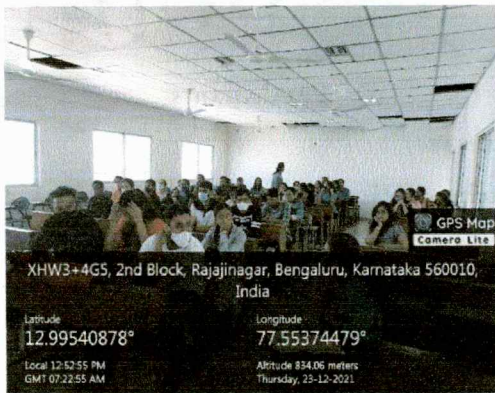 GPS Map
Camera Lite
XHW3+4G5, 2nd Block, Rajajinagar, Bengaluru, Karnataka 560010,
India
Latitude
12.99540878°
Longitude
77.55374479°
Local 12:52:55 PM
GMT 07:22:55 AM
Altitude 834.06 meters
Thursday, 23-12-2021